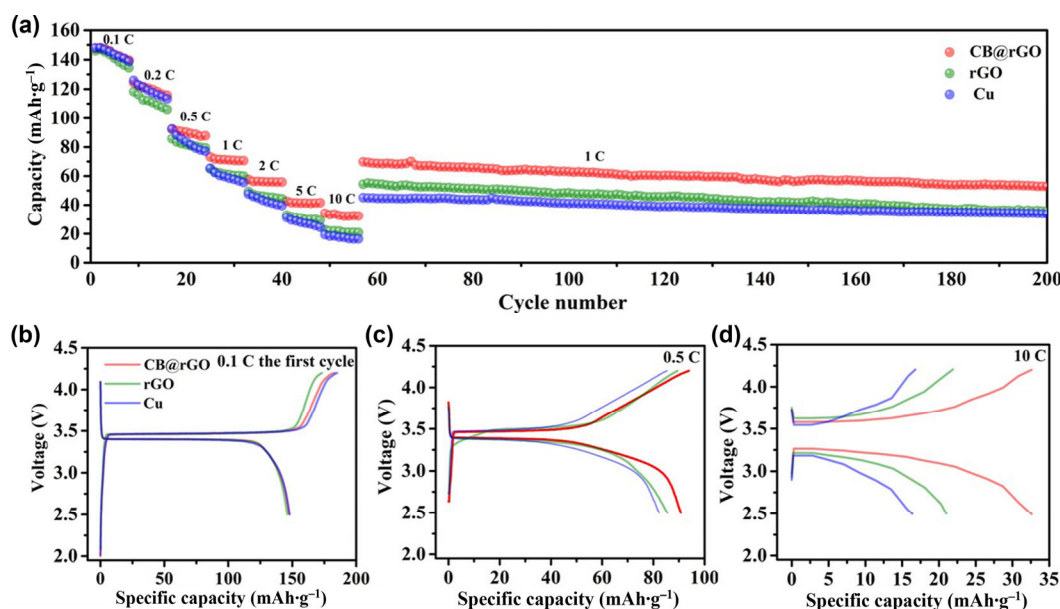 (a)
160
140
120
100
80
60
40
20
0
Capacity (mAh·g⁻¹)
0.1 C
0.2 C
0.5 C
1 C
2 C
5 C
10 C
1 C
CB@rGO
rGO
Cu
0 20 40 60 80 100 120 140 160 180 200
Cycle number
(b)
4.5
4.0
3.5
3.0
2.5
2.0
Voltage (V)
CB@rGO
rGO
Cu
0.1 C the first cycle
0 50 100 150 200
Specific capacity (mAh·g⁻¹)
(c)
4.5
4.0
3.5
3.0
2.5
2.0
Voltage (V)
0.5 C
0 20 40 60 80 100
Specific capacity (mAh·g⁻¹)
(d)
4.5
4.0
3.5
3.0
2.5
2.0
Voltage (V)
10 C
0 5 10 15 20 25 30 35
Specific capacity (mAh·g⁻¹)